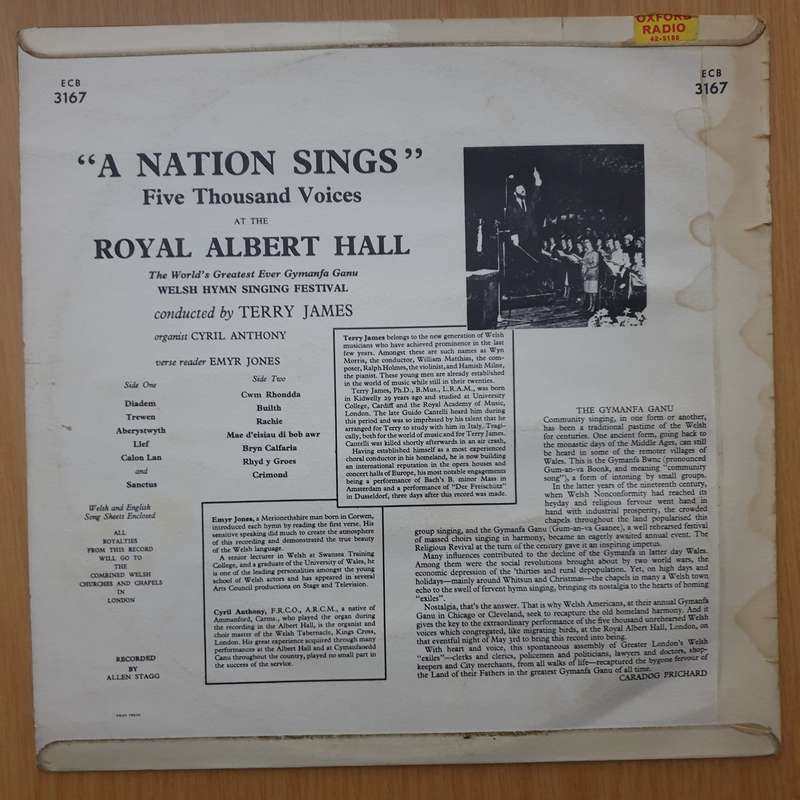 OXFORD
RADIO
ECB
3167
ECB
3167
"A NATION SINGS"
Five Thousand Voices
AT THE
ROYAL ALBERT HALL
The World's Greatest Ever Gymanfa Ganu
WELSH HYMN SINGING FESTIVAL
conducted by TERRY JAMES
organist CYRIL ANTHONY
verse reader EMYR JONES
Side One
Diadem
Trewen
Aberystwyth
Llef
Calon Lan
and
Sanctus
Side Two
Cwm Rhondda
Builth
Rachie
Mae d'eisiau di bob awr
Bryn Calfaria
Rhyd y Groes
Crimond
Welsh and English
Song Sheets Enclosed
ALL
ROYALTIES
FROM THIS RECORD
WILL GO TO
THE
COMBINED WELSH
CHURCHES AND CHAPELS
IN
LONDON
RECORDED
BY
ALLEN STAGG
Terry James belongs to the new generation of Welsh
musicians who have achieved prominence in the last
few years. Amongst these are such names as Wyn
Morris, the conductor, William Matthias, the com-
poser, Ralph Holmes, the violinist, and Hamish Milne,
the pianist. These young men are already established
in the world of music while still in their twenties.
Terry James, Ph.D., B.Mus., L.R.A.M., was born
in Kidwelly 29 years ago and studied at University
College, Cardiff and the Royal Academy of Music,
London. The late Guido Cantelli heard him during
this period and was so impressed by his talent that he
arranged for Terry to study with him in Italy. Tragi-
cally, both for the world of music and for Terry James,
Cantelli was killed shortly afterwards in an air crash,
Having established himself as a most experienced
choral conductor in his homeland, he is now building
an international reputation in the opera houses and
concert halls of Europe, his most notable engagements
being a performance of Bach's B. minor Mass in
Amsterdam and a performance of "Der Freischütz"
in Dusseldorf, three days after this record was made.
Emyr Jones, a Merionethshire man born in Corwen,
introduced each hymn by reading the first verse. His
sensitive speaking did much to create the atmosphere
of this recording and demonstrated the true beauty
of the Welsh language.
A senior lecturer in Welsh at Swansea Training
College, and a graduate of the University of Wales, he
is one of the leading personalities amongst the young
school of Welsh actors and has appeared in several
Arts Council productions on Stage and Television.
Cyril Anthony, F.R.C.O., A.R.C.M., a native of
Ammanford, Carms., who played the organ during
the recording in the Albert Hall, is the organist and
choir master of the Welsh Tabernacle, Kings Cross,
London. His great experience acquired through many
performances at the Albert Hall and at Cymanfaoedd
Canu throughout the country, played no small part in
the success of the service.
THE GYMANFA GANU
Community singing, in one form or another,
has been a traditional pastime of the Welsh
for centuries. One ancient form, going back to
the monastic days of the Middle Ages, can still
be heard in some of the remoter villages of
Wales. This is the Gymanfa Bwnc (pronounced
Gum-an-va Boonk, and meaning "community
song"), a form of intoning by small groups.
In the latter years of the nineteenth century,
when Welsh Nonconformity had reached its
heyday and religious fervour went hand in
hand with industrial prosperity, the crowded
chapels throughout the land popularised this
group singing, and the Gymanfa Ganu (Gum-an-va Gaanee), a well rehearsed festival
of massed choirs singing in harmony, became an eagerly awaited annual event. The
Religious Revival at the turn of the century gave it an inspiring impetus.
Many influences contributed to the decline of the Gymanfa in latter day Wales.
Among them were the social revolutions brought about by two world wars, the
economic depression of the 'thirties and rural depopulation. Yet, on high days and
holidays—mainly around Whitsun and Christmas—the chapels in many a Welsh town
echo to the swell of fervent hymn singing, bringing its nostalgia to the hearts of homing
"exiles".
Nostalgia, that's the answer. That is why Welsh Americans, at their annual Gymanfa
Ganu in Chicago or Cleveland, seek to recapture the old homeland harmony. And it
gives the key to the extraordinary performance of the five thousand unrehearsed Welsh
voices which congregated, like migrating birds, at the Royal Albert Hall, London, on
that eventful night of May 3rd to bring this record into being.
With heart and voice, this spontaneous assembly of Greater London's Welsh
"exiles"—clerks and clerics, policemen and politicians, lawyers and doctors, shop-
keepers and City merchants, from all walks of life—recaptured the bygone fervour of
the Land of their Fathers in the greatest Gymanfa Ganu of all time.
CARADOG PRICHARD